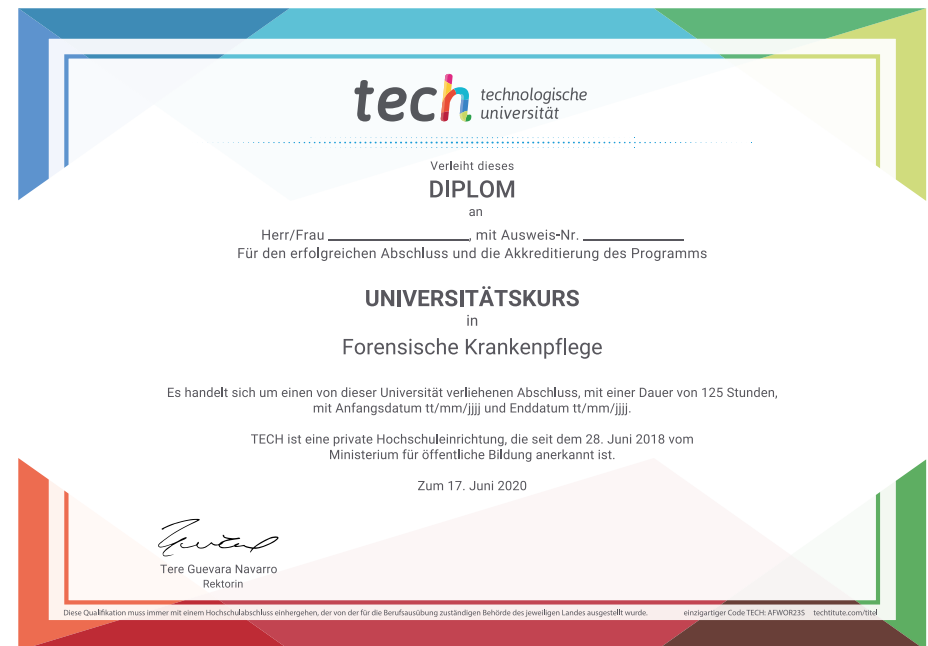 tech technologische
universität
Verleiht dieses
DIPLOM
an
Herr/Frau ____________________, mit Ausweis-Nr. ______________
Für den erfolgreichen Abschluss und die Akkreditierung des Programms
UNIVERSITÄTSKURS
in
Forensische Krankenpflege
Es handelt sich um einen von dieser Universität verliehenen Abschluss, mit einer Dauer von 125 Stunden,
mit Anfangsdatum tt/mm/jjjj und Enddatum tt/mm/jjjj.
TECH ist eine private Hochschuleinrichtung, die seit dem 28. Juni 2018 vom
Ministerium für öffentliche Bildung anerkannt ist.
Zum 17. Juni 2020
Tere Guevara Navarro
Rektorin
Diese Qualifikation muss immer mit einem Hochschulabschluss einhergehen, der von der für die Berufsausübung zuständigen Behörde des jeweiligen Landes ausgestellt wurde. einzigartiger Code TECH: AFWOR23S techtitute.com/titel